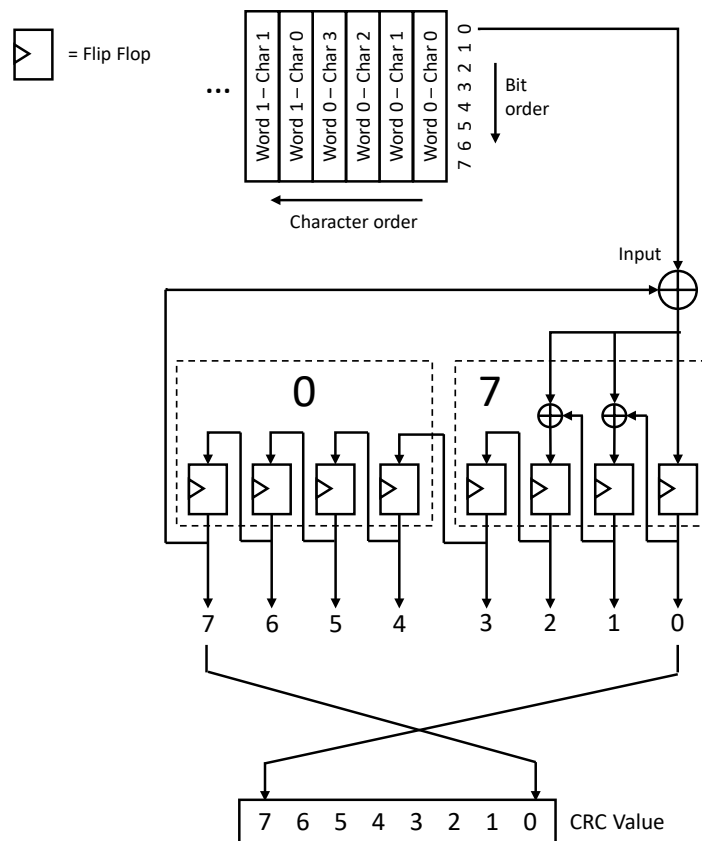 = Flip Flop
...
Word 1 – Char 1
Word 1 – Char 0
Word 0 – Char 3
Word 0 – Char 2
Word 0 – Char 1
Word 0 – Char 0
7 6 5 4 3 2 1 0
Bit
order
Character order
Input
0
7
7 6 5 4 3 2 1 0
7 6 5 4 3 2 1 0
CRC Value